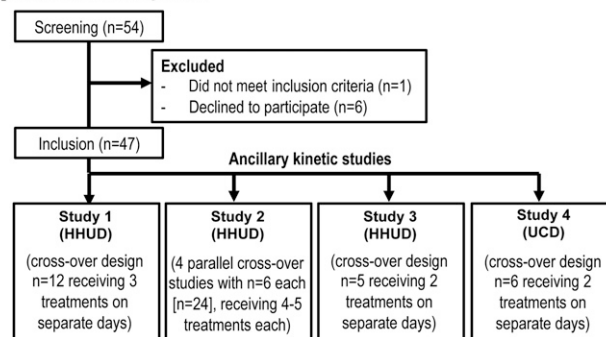 Screening (n=54)
Excluded
- Did not meet inclusion criteria (n=1)
- Declined to participate (n=6)
Inclusion (n=47)
Ancillary kinetic studies
Study 1
(HHUD)
(cross-over design
n=12 receiving 3
treatments on
separate days)
Study 2
(HHUD)
(4 parallel cross-over
studies with n=6 each
[n=24], receiving 4-5
treatments each)
Study 3
(HHUD)
(cross-over design
n=5 receiving 2
treatments on
separate days)
Study 4
(UCD)
(cross-over design
n=6 receiving 2
treatments on
separate days)